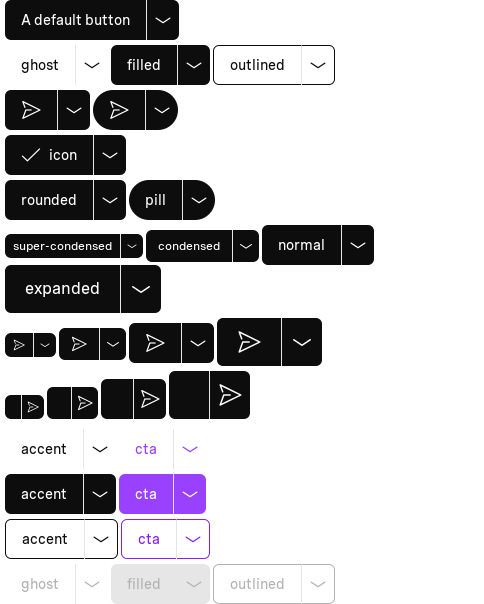 A default button
ghost filled outlined
icon
rounded pill
super-condensed condensed normal
expanded
accent cta
accent cta
accent cta
ghost filled outlined